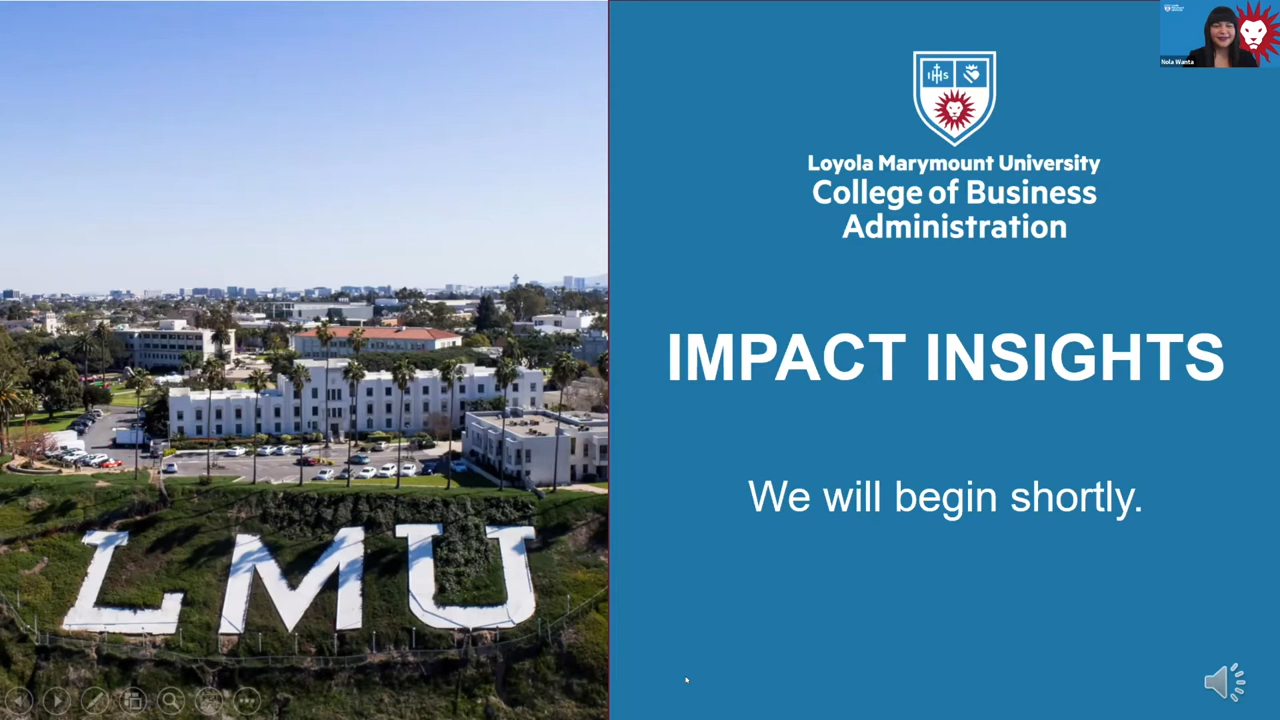 LMU
IHS
Loyola Marymount University
College of Business
Administration
IMPACT INSIGHTS
We will begin shortly.
Nola Wanta